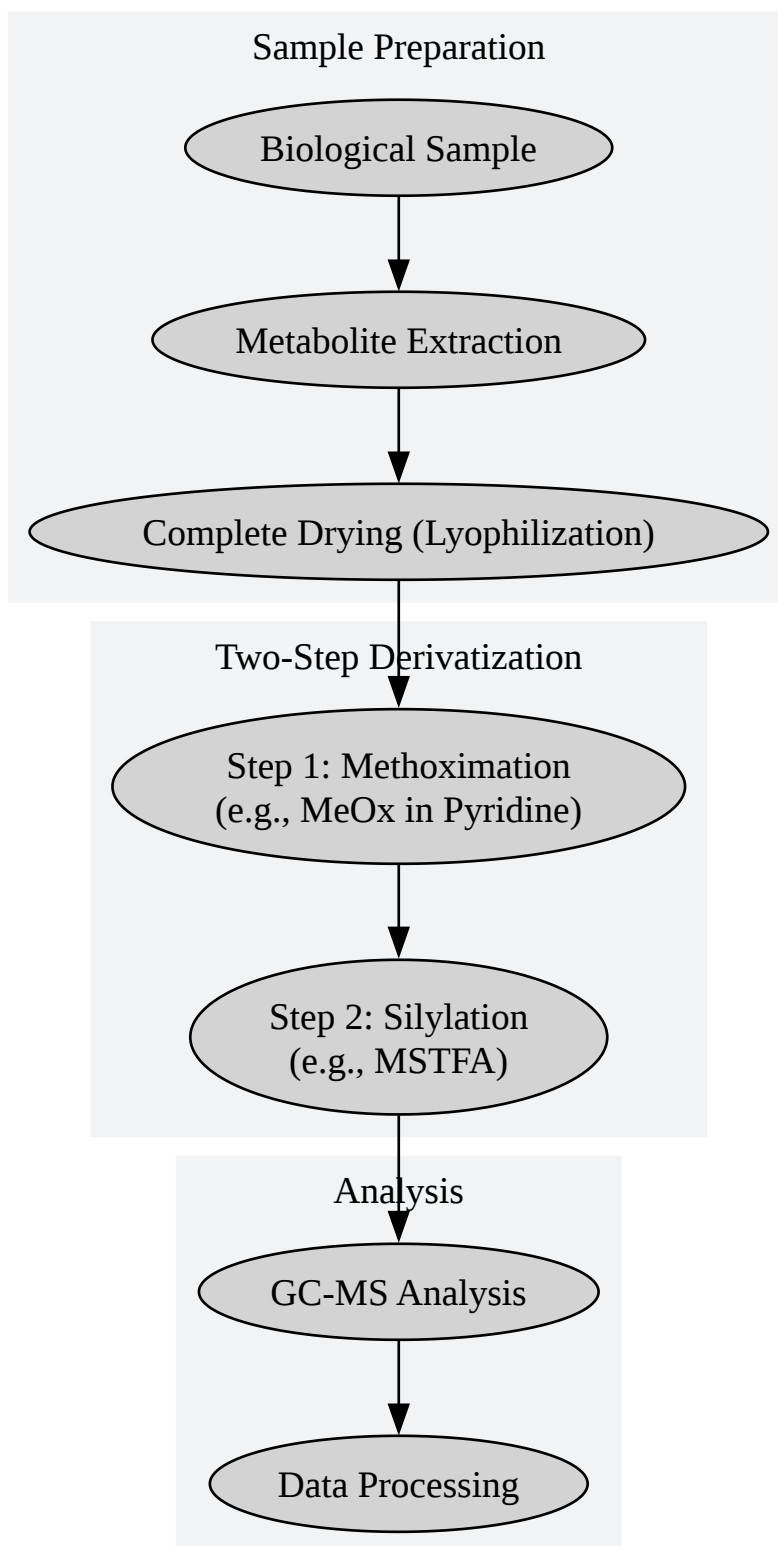 Sample Preparation
Biological Sample
Metabolite Extraction
Complete Drying (Lyophilization)
Two-Step Derivatization
Step 1: Methoximation
(e.g., MeOx in Pyridine)
Step 2: Silylation
(e.g., MSTFA)
Analysis
GC-MS Analysis
Data Processing